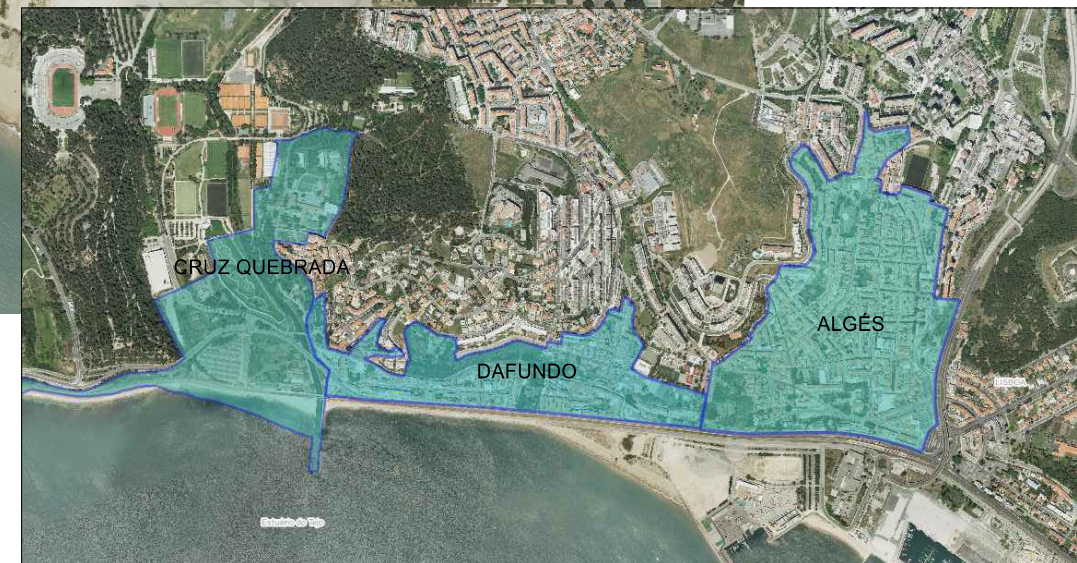 CRUZ QUEBRADA
ALGÉS
DAFUNDO
LISBOA
Estuário do Tejo